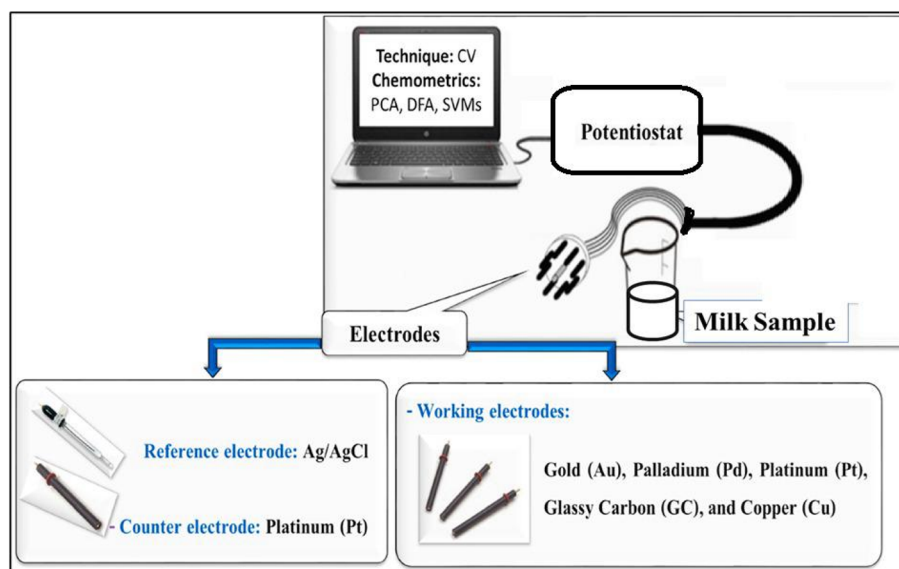 Technique: CV
Chemometrics:
PCA, DFA, SVMs
Potentiostat
Milk Sample
Electrodes
Reference electrode: Ag/AgCl
- Counter electrode: Platinum (Pt)
- Working electrodes:
Gold (Au), Palladium (Pd), Platinum (Pt),
Glassy Carbon (GC), and Copper (Cu)